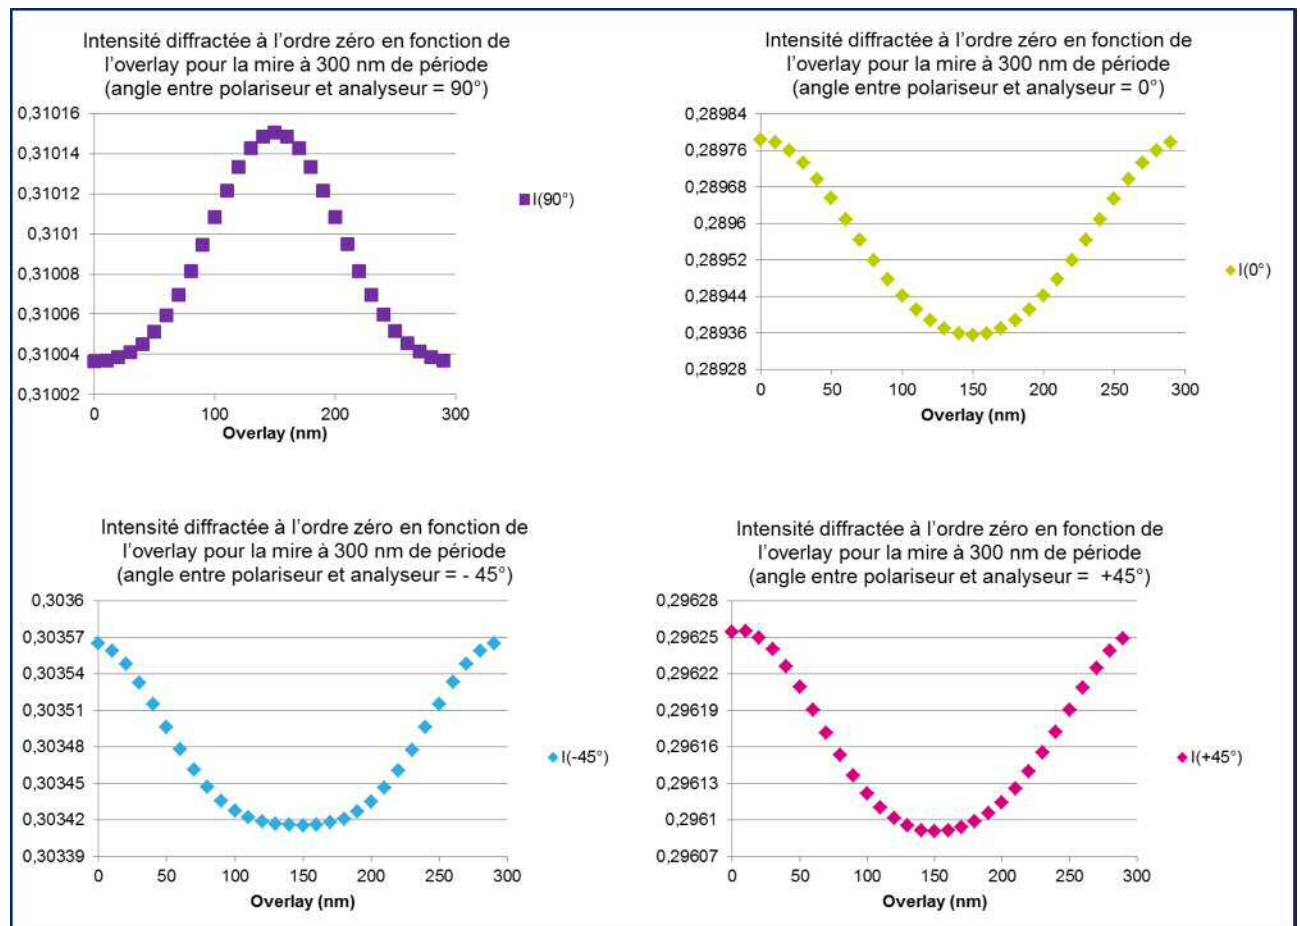 Intensité diffractée à l'ordre zéro en fonction de
l'overlay pour la mire à 300 nm de période
(angle entre polariseur et analyseur = 90°)
0,31016
0,31014
0,31012
0,3101
0,31008
0,31006
0,31004
0,31002
0
100
200
300
Overlay (nm)
I(90°)
Intensité diffractée à l'ordre zéro en fonction de
l'overlay pour la mire à 300 nm de période
(angle entre polariseur et analyseur = 0°)
0,28984
0,28976
0,28968
0,2896
0,28952
0,28944
0,28936
0,28928
0
50
100
150
200
250
300
Overlay (nm)
I(0°)
Intensité diffractée à l'ordre zéro en fonction de
l'overlay pour la mire à 300 nm de période
(angle entre polariseur et analyseur = - 45°)
0,3036
0,30357
0,30354
0,30351
0,30348
0,30345
0,30342
0,30339
0
50
100
150
200
250
300
Overlay (nm)
I(-45°)
Intensité diffractée à l'ordre zéro en fonction de
l'overlay pour la mire à 300 nm de période
(angle entre polariseur et analyseur = +45°)
0,29628
0,29625
0,29622
0,29619
0,29616
0,29613
0,2961
0,29607
0
50
100
150
200
250
300
Overlay (nm)
I(+45°)